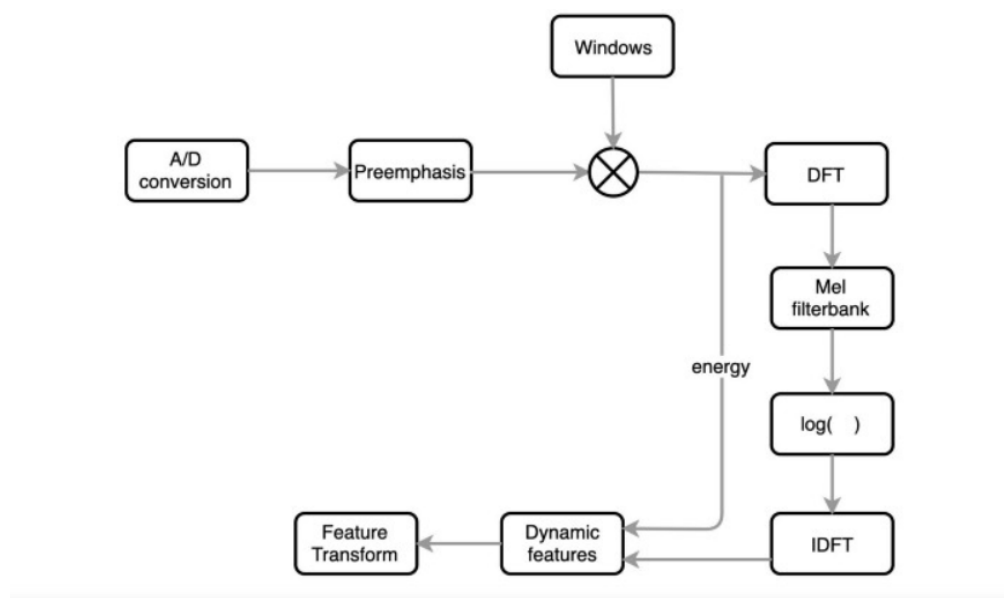 Windows
A/D
conversion
Preemphasis
DFT
Mel
filterbank
energy
log(   )
Feature
Transform
Dynamic
features
IDFT